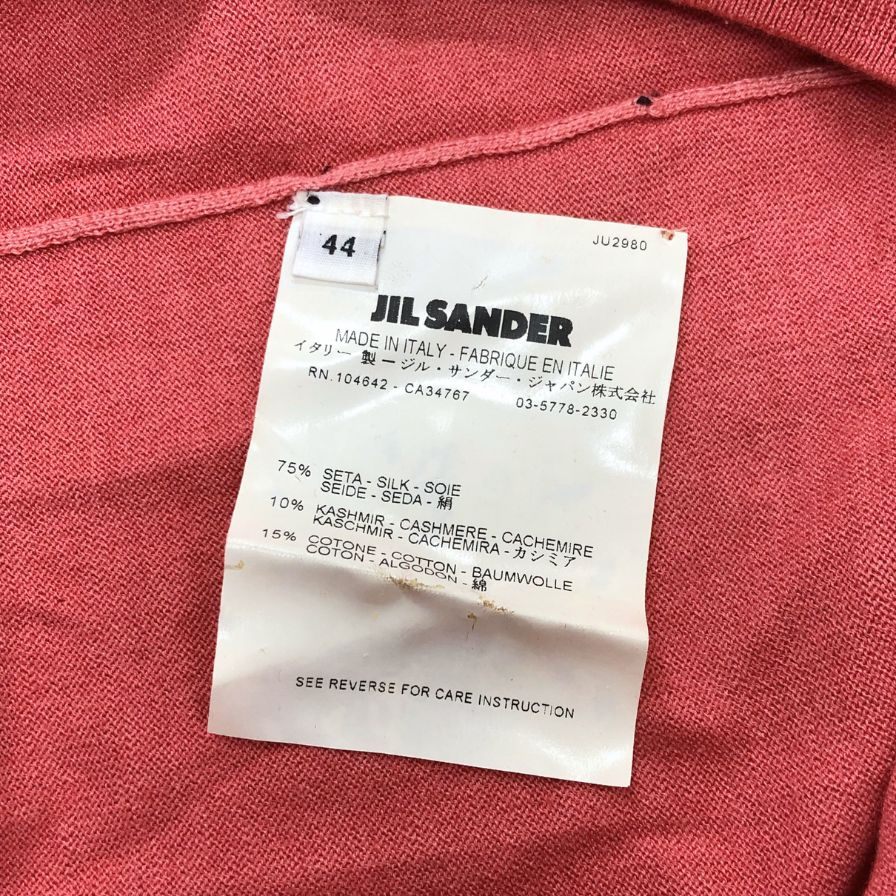 44
JU2980
JIL SANDER
MADE IN ITALY - FABRIQUE EN ITALIE
イタリー 製 ー ジル・サンダー・ジャパン株式会社
RN.104642 - CA34767 03-5778-2330
75% SETA - SILK - SOIE
SEIDE - SEDA - 絹
10% KASHMIR - CASHMERE - CACHEMIRE
KASCHMIR - CACHEMIRA - カシミア
15% COTONE - COTTON - BAUMWOLLE
COTON - ALGODON - 綿
SEE REVERSE FOR CARE INSTRUCTION